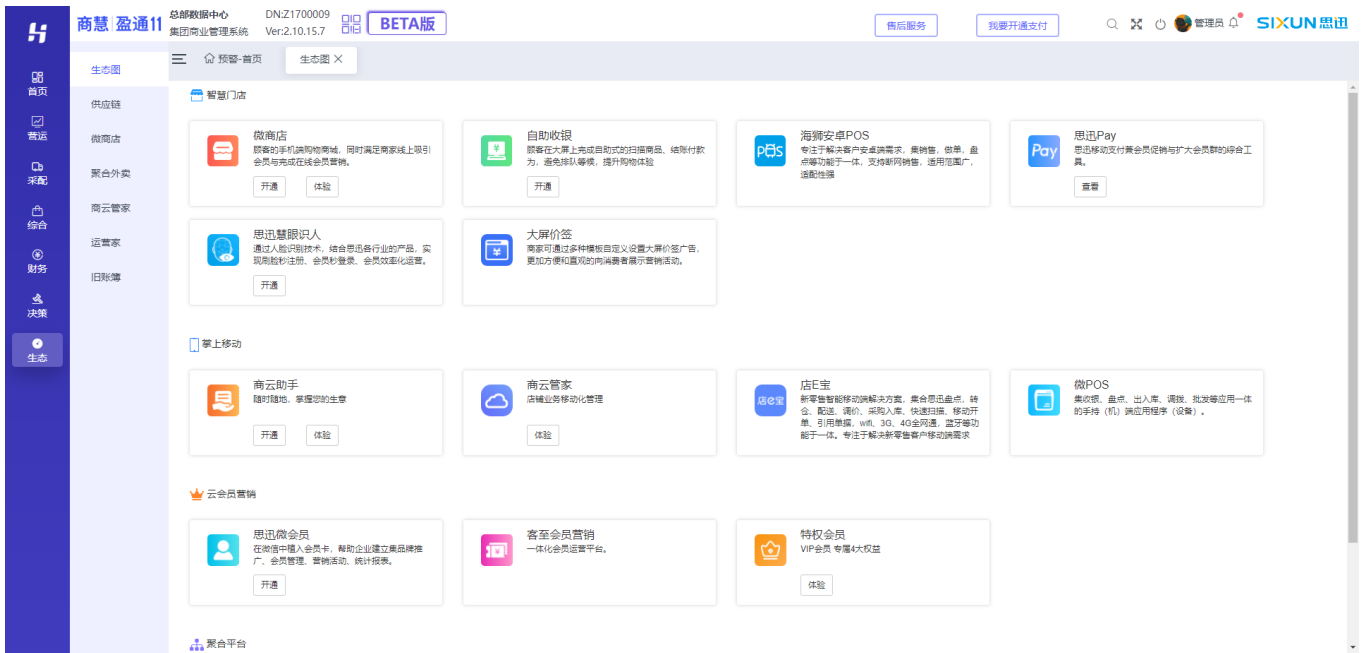 商慧 盈通11
总部数据中心 DN:Z1700009
集团商业管理系统 Ver:2.10.15.7
BETA版
售后服务
我要开通支付
管理员
SIXUN思迅
首页
营运
采配
综合
财务
决策
生态
生态图
供应链
微商店
聚合外卖
商云管家
运营家
旧账簿
预警-首页
生态图
智慧门店
微商店
顾客的手机端购物商城，同时满足商家线上吸引
会员与完成在线会员营销。
开通 体验
自助收银
顾客在大屏上完成自助式的扫描商品、结账付款
为，避免排队等候，提升购物体验
开通
POS
海狮安卓POS
专注于解决客户安卓端需求，集销售，做单，盘
点等功能于一体，支持断网销售，适用范围广，
适配性强
Pay
思迅Pay
思迅移动支付兼会员促销与扩大会员群的综合工
具。
查看
思迅慧眼识人
通过人脸识别技术，结合思迅各行业的产品，实
现刷脸秒注册、会员秒登录、会员效率化运营。
开通
大屏价签
商家可通过多种模板自定义设置大屏价签广告，
更加方便和直观的向消费者展示营销活动。
掌上移动
商云助手
随时随地，掌握您的生意
开通 体验
商云管家
店铺业务移动化管理
体验
店e宝
店E宝
新零售智能移动端解决方案，集合思迅盘点，转
仓、配送、调价、采购入库、快速扫描、移动开
单、引用单据，wifi，3G、4G全网通，蓝牙等功
能于一体。专注于解决新零售客户移动端需求
微POS
集收银、盘点、出入库、调拨、批发等应用一体
的手持（机）端应用程序（设备）。
云会员营销
思迅微会员
在微信中植入会员卡，帮助企业建立集品牌推
广、会员管理、营销活动、统计报表。
开通
客至会员营销
一体化会员运营平台。
特权会员
VIP会员 专属4大权益
体验
聚合平台